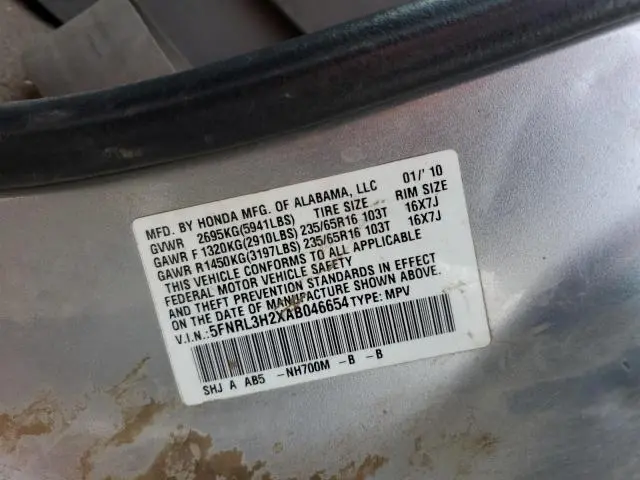 MFD. BY HONDA MFG. OF ALABAMA, LLC 01/'10
GVWR 2695KG(5941LBS) TIRE SIZE RIM SIZE
GAWR F 1320KG(2910LBS) 235/65R16 103T 16X7J
GAWR R1450KG(3197LBS) 235/65R16 103T 16X7J
THIS VEHICLE CONFORMS TO ALL APPLICABLE
FEDERAL MOTOR VEHICLE SAFETY
AND THEFT PREVENTION STANDARDS IN EFFECT
ON THE DATE OF MANUFACTURE SHOWN ABOVE.
V.I.N.: 5FNRL3H2XAB046654 TYPE: MPV
SHJ A AB5 -NH700M -B -B